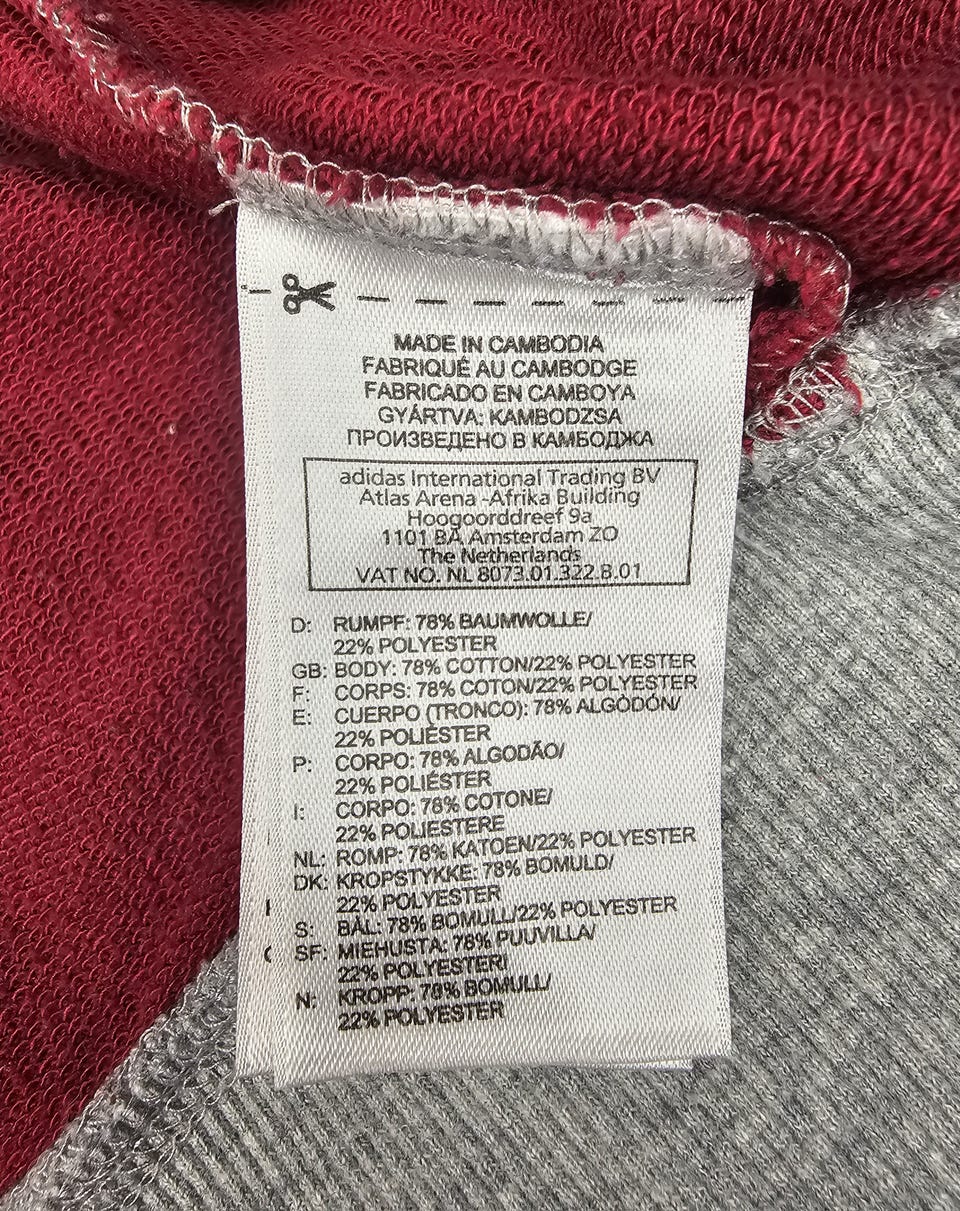 MADE IN CAMBODIA
FABRIQUÉ AU CAMBODGE
FABRICADO EN CAMBOYA
GYÁRTVA: KAMBODZSA
ПРОИЗВЕДЕНО В КАМБОДЖА
adidas International Trading BV
Atlas Arena -Afrika Building
Hoogoorddreef 9a
1101 BA Amsterdam ZO
The Netherlands
VAT NO. NL 8073.01.322.B.01
D: RUMPF: 78% BAUMWOLLE/
22% POLYESTER
GB: BODY: 78% COTTON/22% POLYESTER
F: CORPS: 78% COTON/22% POLYESTER
E: CUERPO (TRONCO): 78% ALGODÓN/
22% POLIÉSTER
P: CORPO: 78% ALGODÃO/
22% POLIÉSTER
I: CORPO: 78% COTONE/
22% POLIESTERE
NL: ROMP: 78% KATOEN/22% POLYESTER
DK: KROPSTYKKE: 78% BOMULD/
22% POLYESTER
S: BÅL: 78% BOMULL/22% POLYESTER
SF: MIEHUSTA: 78% PUUVILLA/
22% POLYESTERI
N: KROPP: 78% BOMULL/
22% POLYESTER